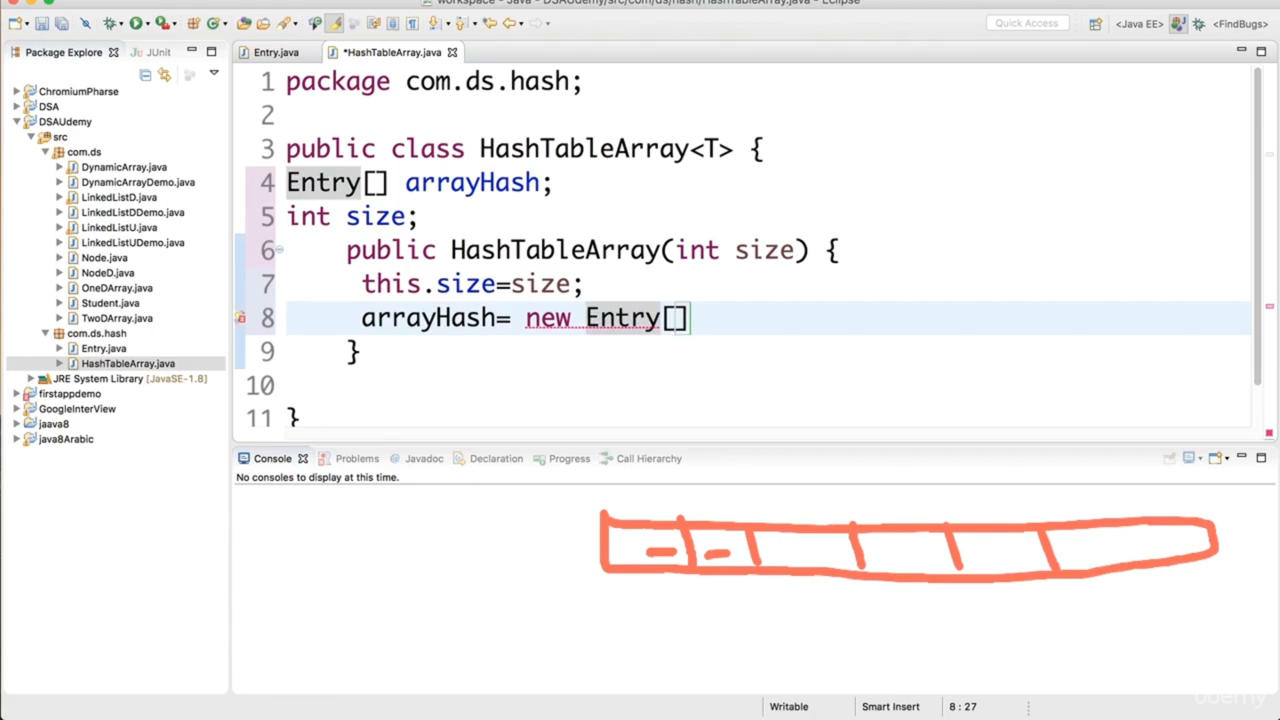 workspace - Java - DSAUdemy/src/com/ds/hash/HashTableArray.java - Eclipse
Quick Access
<Java EE>
<FindBugs>
Package Explorer
JUnit
Entry.java
*HashTableArray.java
ChromiumPharse
DSA
DSAUdemy
src
com.ds
DynamicArray.java
DynamicArrayDemo.java
LinkedListD.java
LinkedListDDemo.java
LinkedListU.java
LinkedListUDemo.java
Node.java
NodeD.java
OneDArray.java
Student.java
TwoDArray.java
com.ds.hash
Entry.java
HashTableArray.java
JRE System Library [JavaSE-1.8]
firstappdemo
GoogleInterView
jaava8
java8Arabic
1 package com.ds.hash;
2
3 public class HashTableArray<T> {
4 Entry[] arrayHash;
5 int size;
6 public HashTableArray(int size) {
7 this.size=size;
8 arrayHash= new Entry[]
9 }
10
11 }
Console
Problems
Javadoc
Declaration
Progress
Call Hierarchy
No consoles to display at this time.
Writable
Smart Insert
8 : 27
udemy